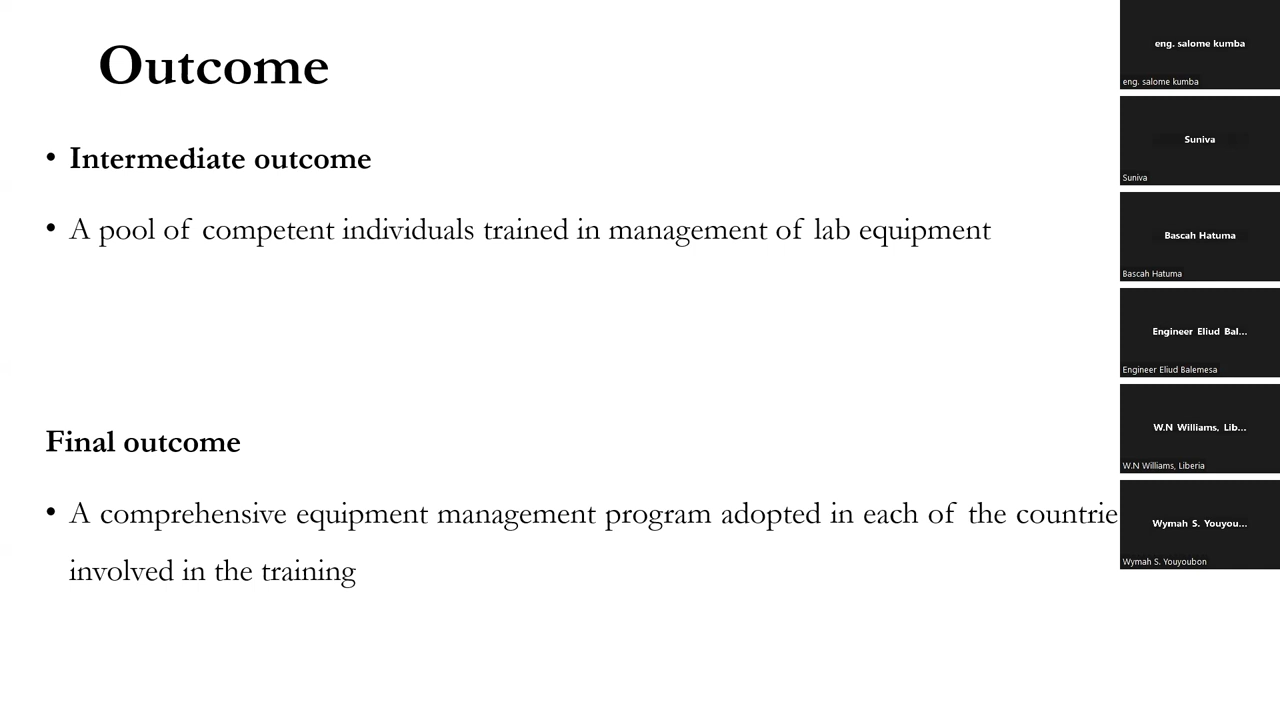 Outcome
• Intermediate outcome
• A pool of competent individuals trained in management of lab equipment
Final outcome
• A comprehensive equipment management program adopted in each of the countrie
involved in the training
eng. salome kumba
eng. salome kumba
Suniva
Suniva
Bascah Hatuma
Bascah Hatuma
Engineer Eliud Bal...
Engineer Eliud Balemesa
W.N Williams, Lib...
W.N Williams, Liberia
Wymah S. Youyou...
Wymah S. Youyoubon